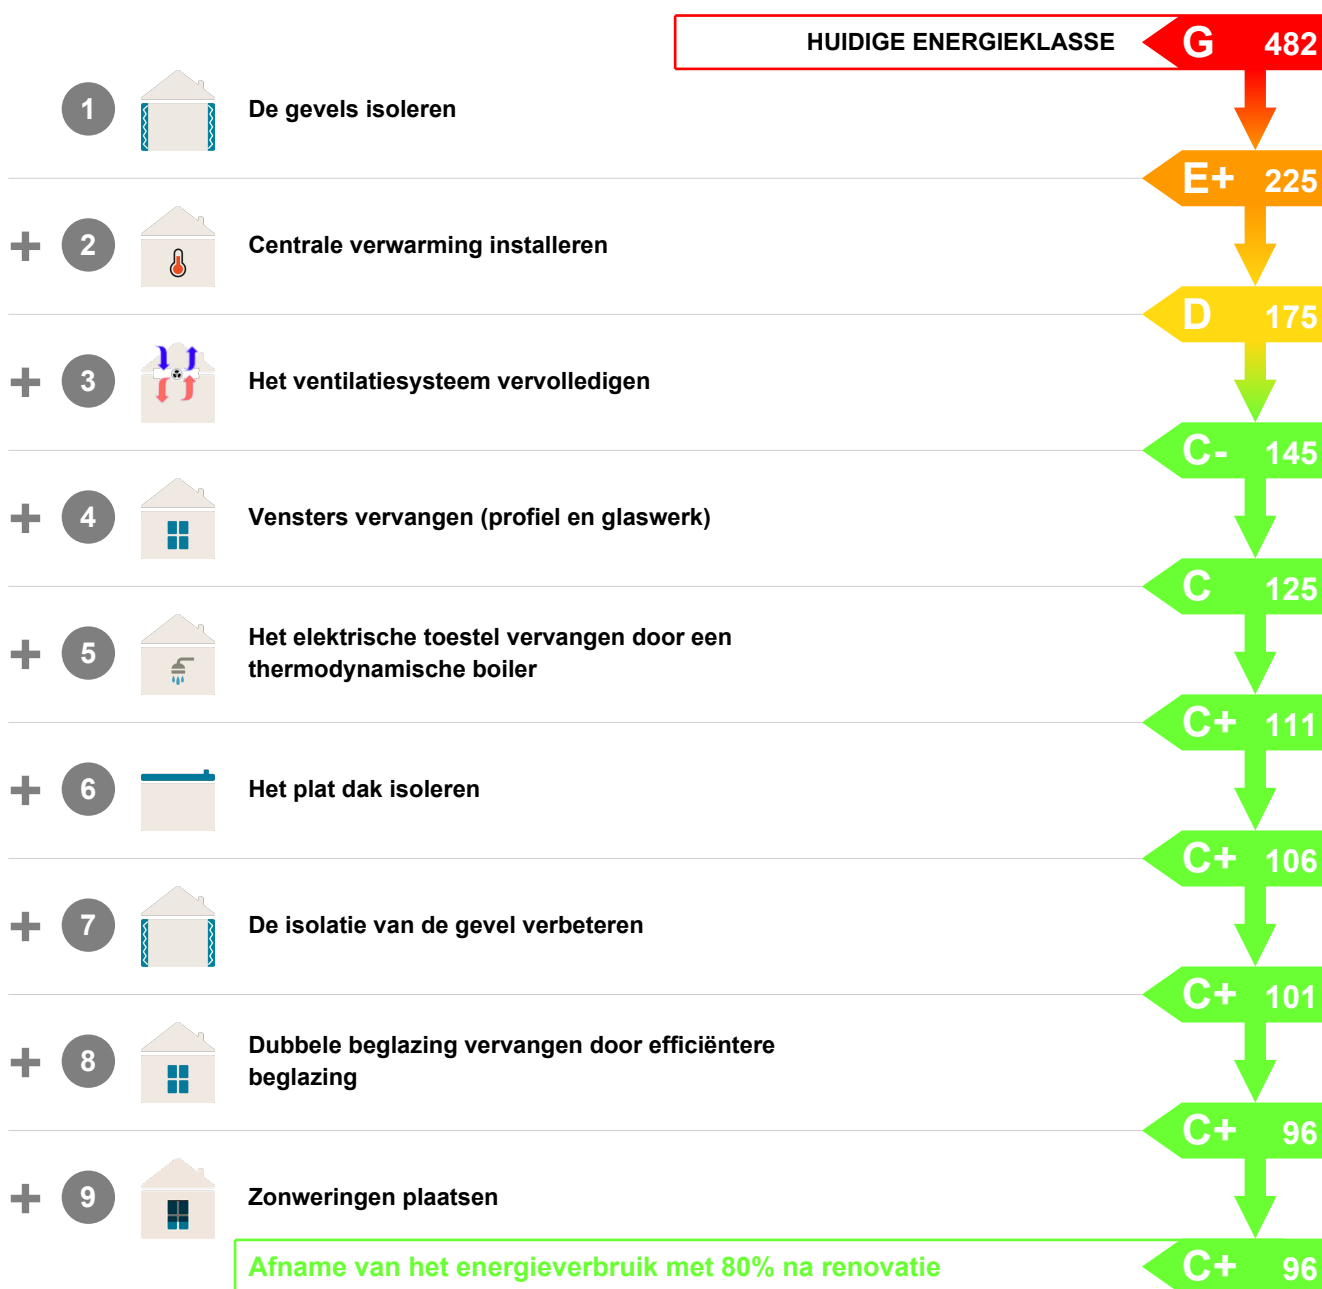 HUIDIGE ENERGIEKLASSE G 482
1 De gevels isoleren
E+ 225
+ 2 Centrale verwarming installeren
D 175
+ 3 Het ventilatiesysteem vervolledigen
C- 145
+ 4 Vensters vervangen (profiel en glaswerk)
C 125
+ 5 Het elektrische toestel vervangen door een
thermodynamische boiler
C+ 111
+ 6 Het plat dak isoleren
C+ 106
+ 7 De isolatie van de gevel verbeteren
C+ 101
+ 8 Dubbele beglazing vervangen door efficiëntere
beglazing
C+ 96
+ 9 Zonweringen plaatsen
Afname van het energieverbruik met 80% na renovatie C+ 96